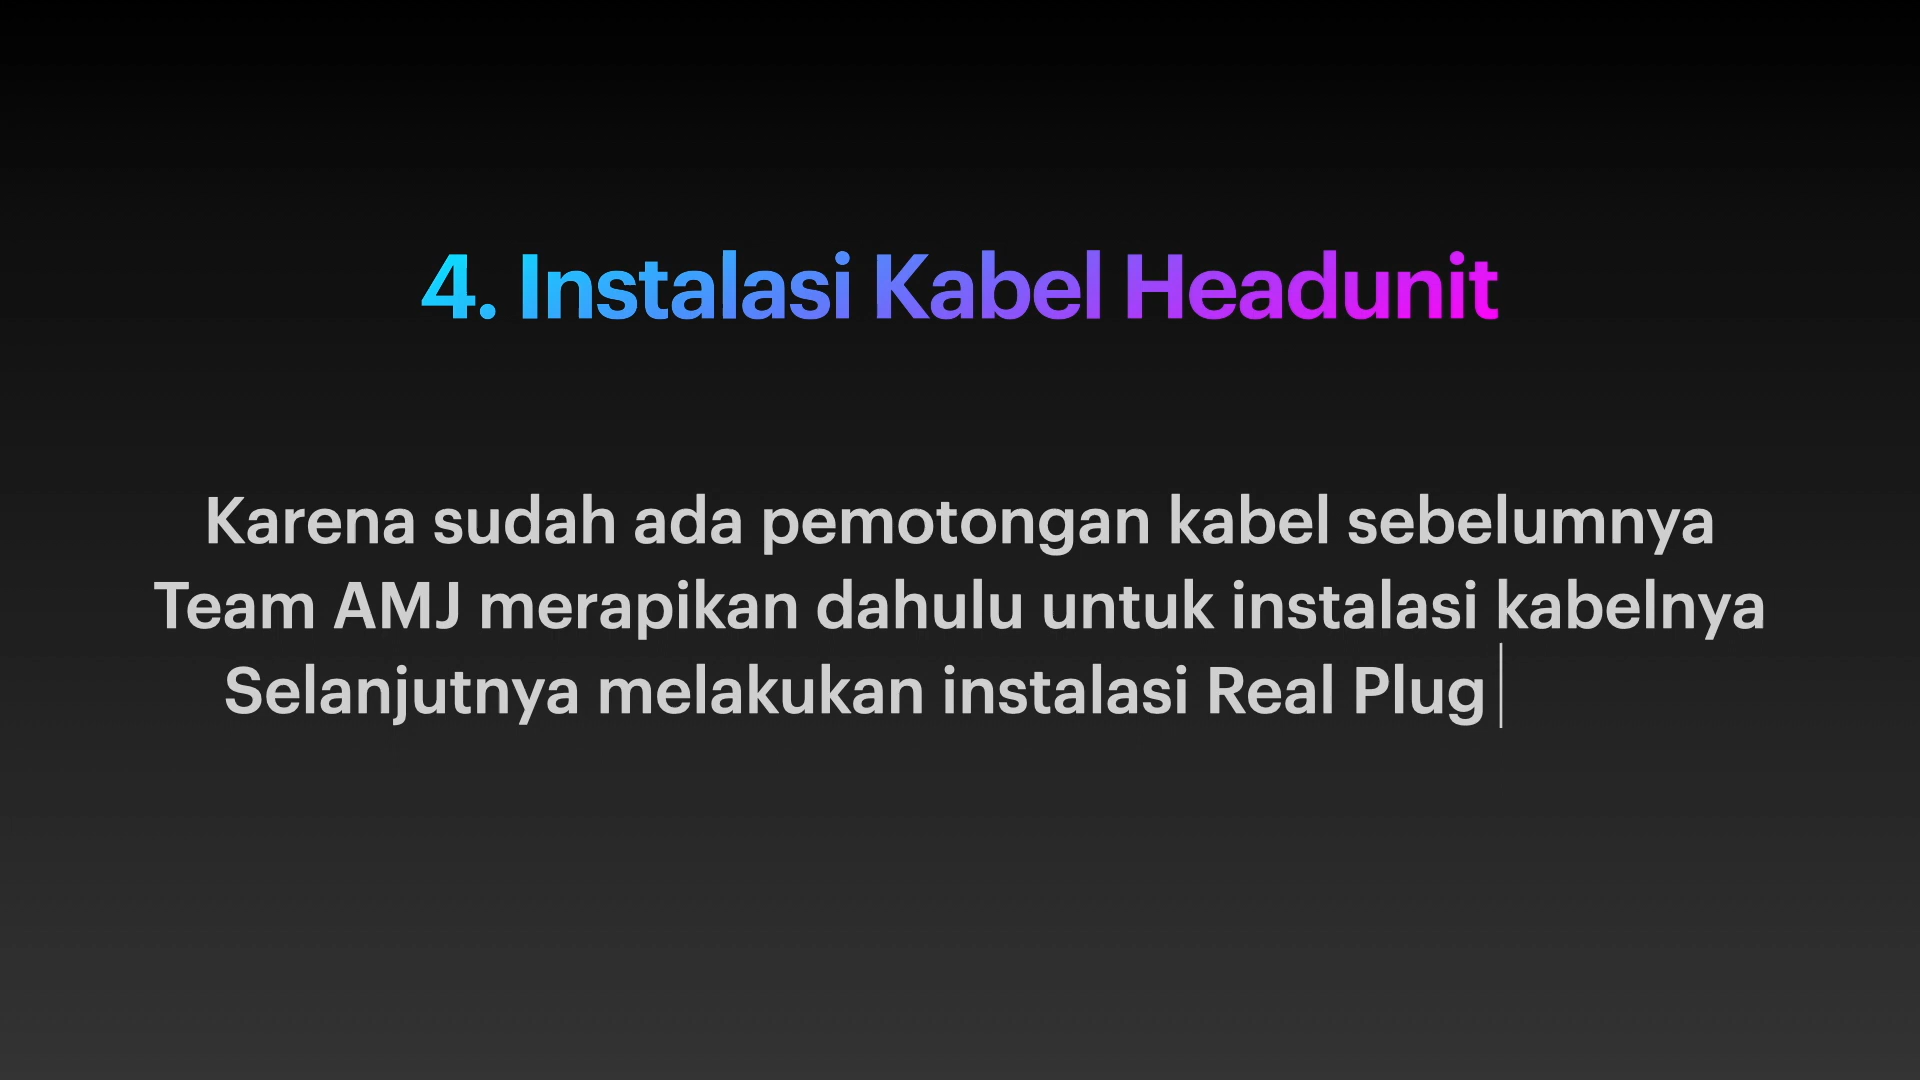 4. Instalasi Kabel Headunit
Karena sudah ada pemotongan kabel sebelumnya
Team AMJ merapikan dahulu untuk instalasi kabelnya
Selanjutnya melakukan instalasi Real Plug